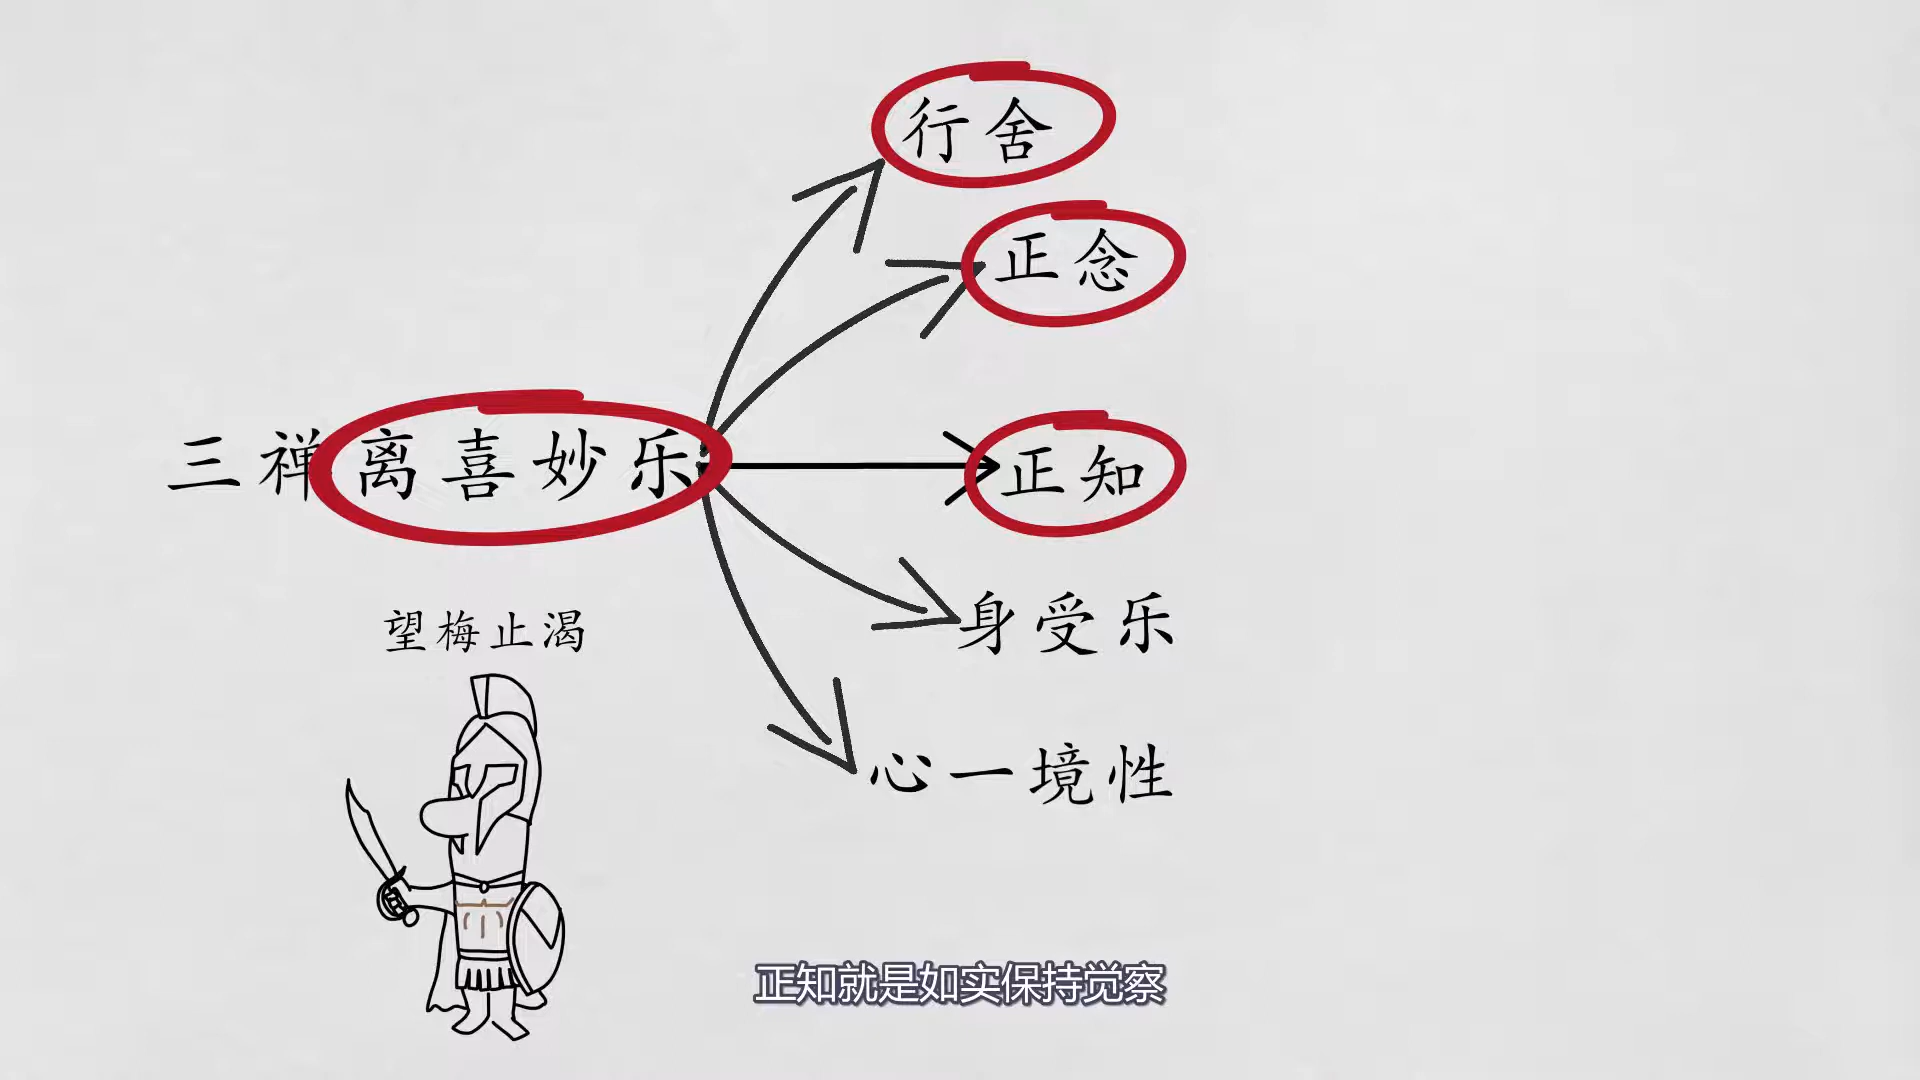 行舍
正念
三禅离喜妙乐
正知
身受乐
望梅止渴
心一境性
正知就是如实保持觉察